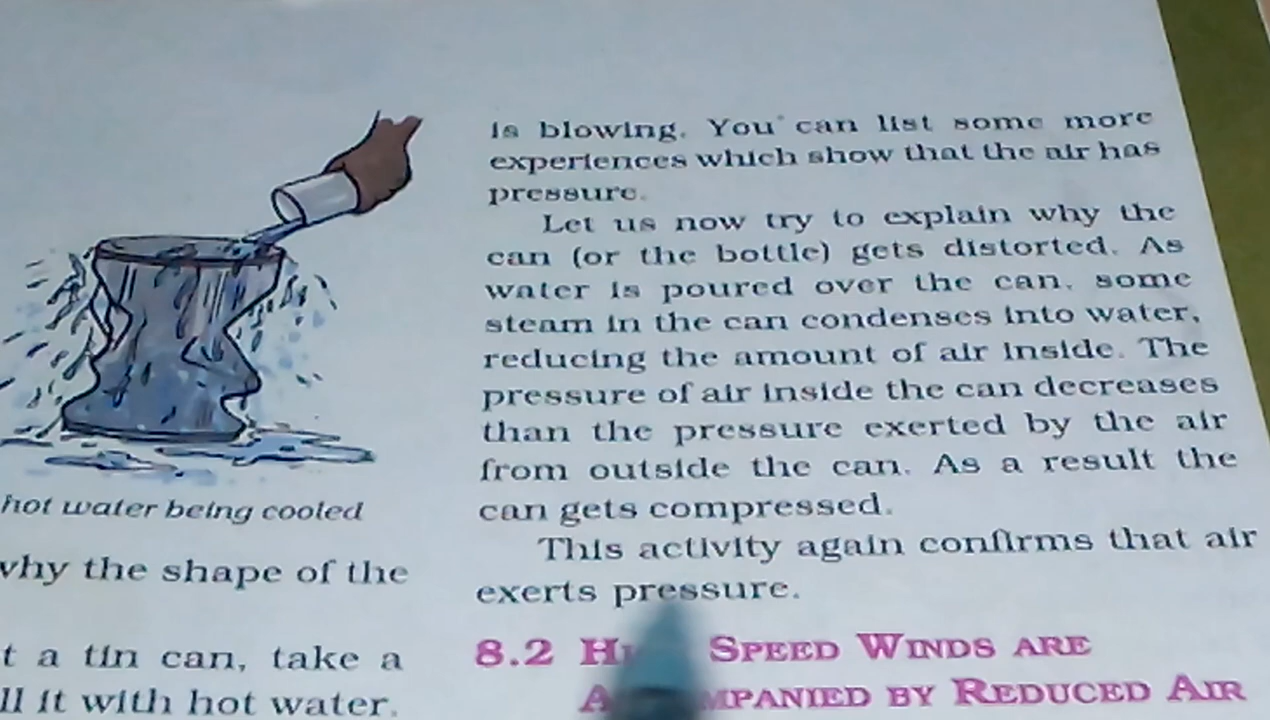 hot water being cooled
why the shape of the
t a tin can, take a
ll it with hot water.
is blowing. You can list some more
experiences which show that the air has
pressure.
Let us now try to explain why the
can (or the bottle) gets distorted. As
water is poured over the can, some
steam in the can condenses into water,
reducing the amount of air inside. The
pressure of air inside the can decreases
than the pressure exerted by the air
from outside the can. As a result the
can gets compressed.
This activity again confirms that air
exerts pressure.
8.2 SPEED WINDS ARE
BY REDUCED AIR